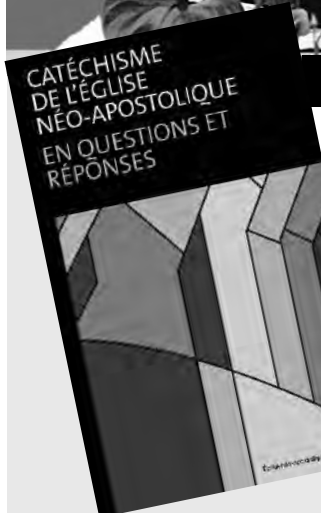 CATÉCHISME
DE L'ÉGLISE
NÉO-APOSTOLIQUE
EN QUESTIONS ET
RÉPONSES